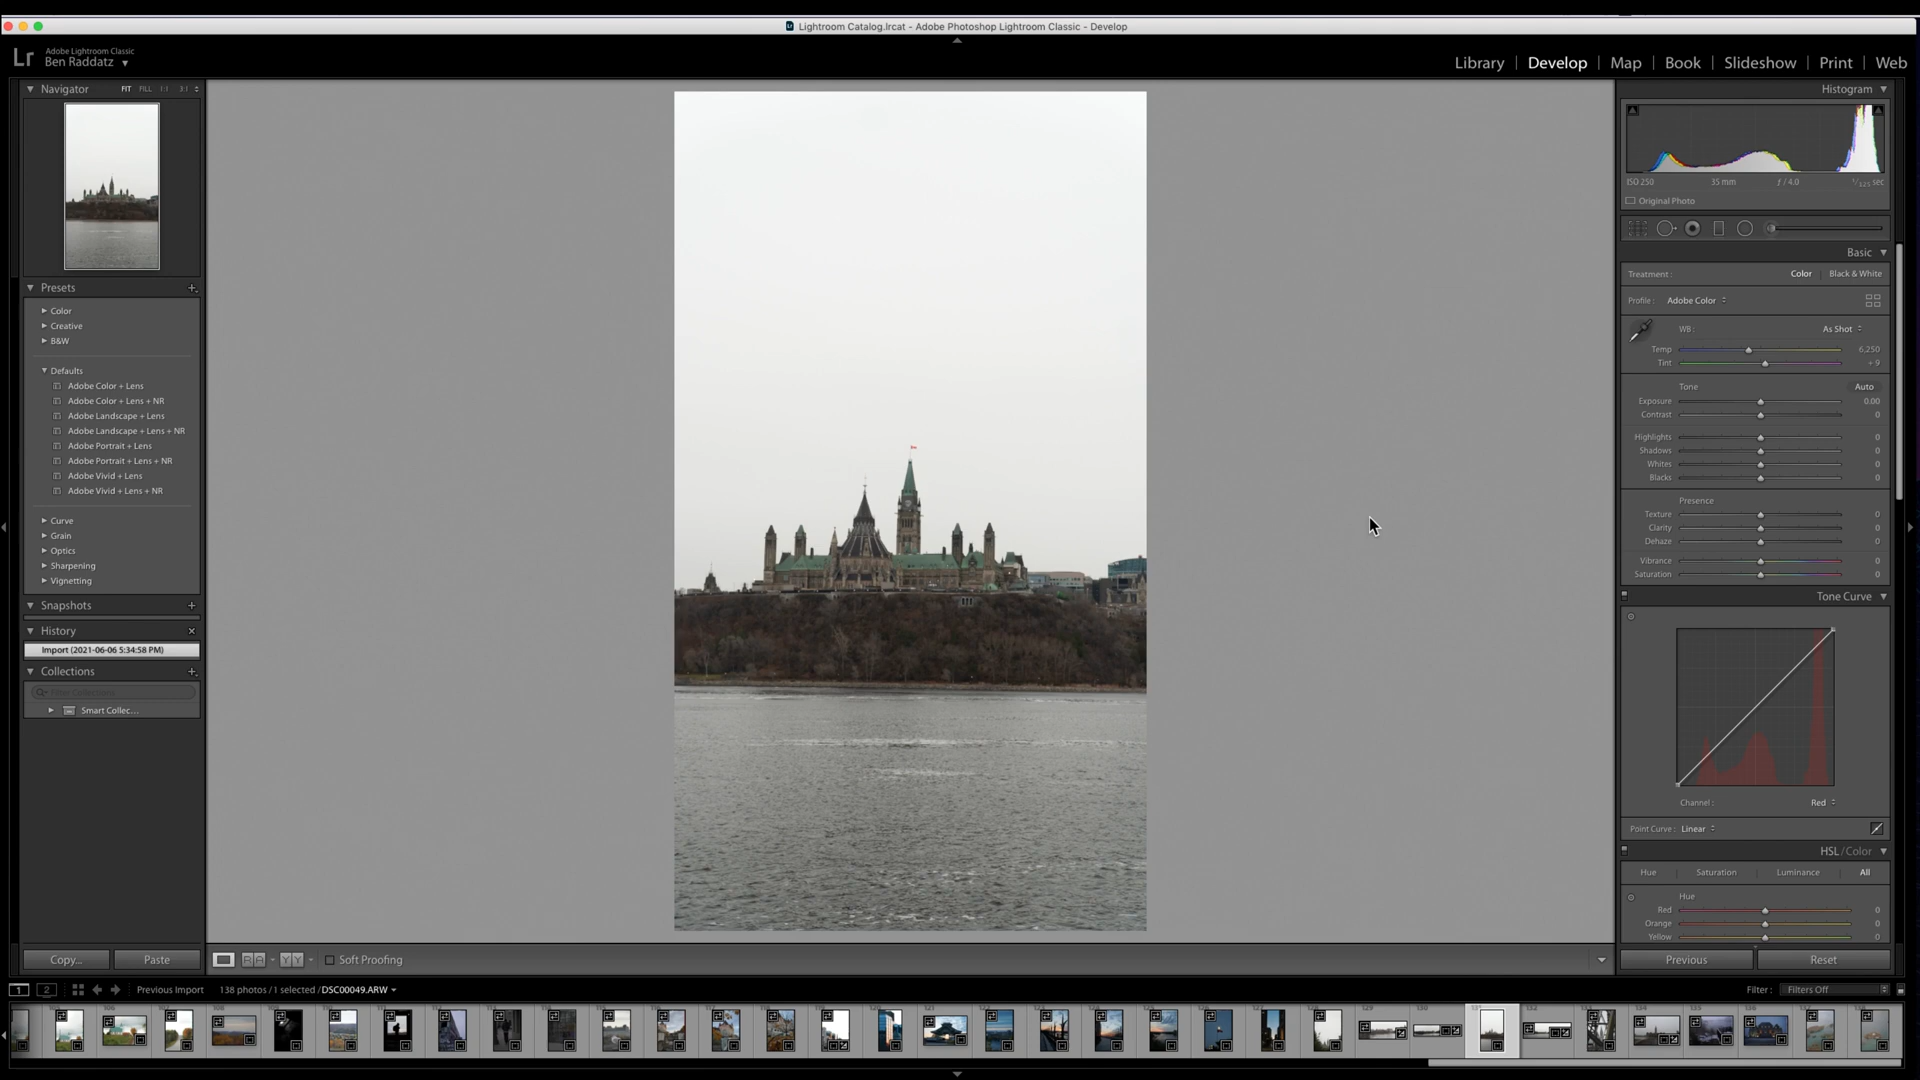 Lightroom Catalog.lrcat - Adobe Photoshop Lightroom Classic - Develop
Lr
Adobe Lightroom Classic
Ben Raddatz
Library | Develop | Map | Book | Slideshow | Print | Web
Navigator FIT FILL 1:1
Presets
Color
Creative
B&W
Defaults
Adobe Color + Lens
Adobe Color + Lens + NR
Adobe Landscape + Lens
Adobe Landscape + Lens + NR
Adobe Portrait + Lens
Adobe Portrait + Lens + NR
Adobe Vivid + Lens
Adobe Vivid + Lens + NR
Curve
Grain
Optics
Sharpening
Vignetting
Snapshots
History
Import (2021-06-06 5:34:58 PM)
Collections
Filter Collections
Smart Collec...
Copy... Paste
Soft Proofing
Histogram
ISO 250 35 mm ƒ / 4.0 1/125 sec
Original Photo
Basic
Treatment : Color | Black & White
Profile : Adobe Color
WB : As Shot
Temp 6,250
Tint + 9
Tone Auto
Exposure 0.00
Contrast 0
Highlights 0
Shadows 0
Whites 0
Blacks 0
Presence
Texture 0
Clarity 0
Dehaze 0
Vibrance 0
Saturation 0
Tone Curve
Channel : Red
Point Curve : Linear
HSL / Color
Hue Saturation Luminance All
Hue
Red 0
Orange 0
Yellow 0
Previous Reset
1 2 Previous Import 138 photos / 1 selected / DSC00049.ARW Filter : Filters Off